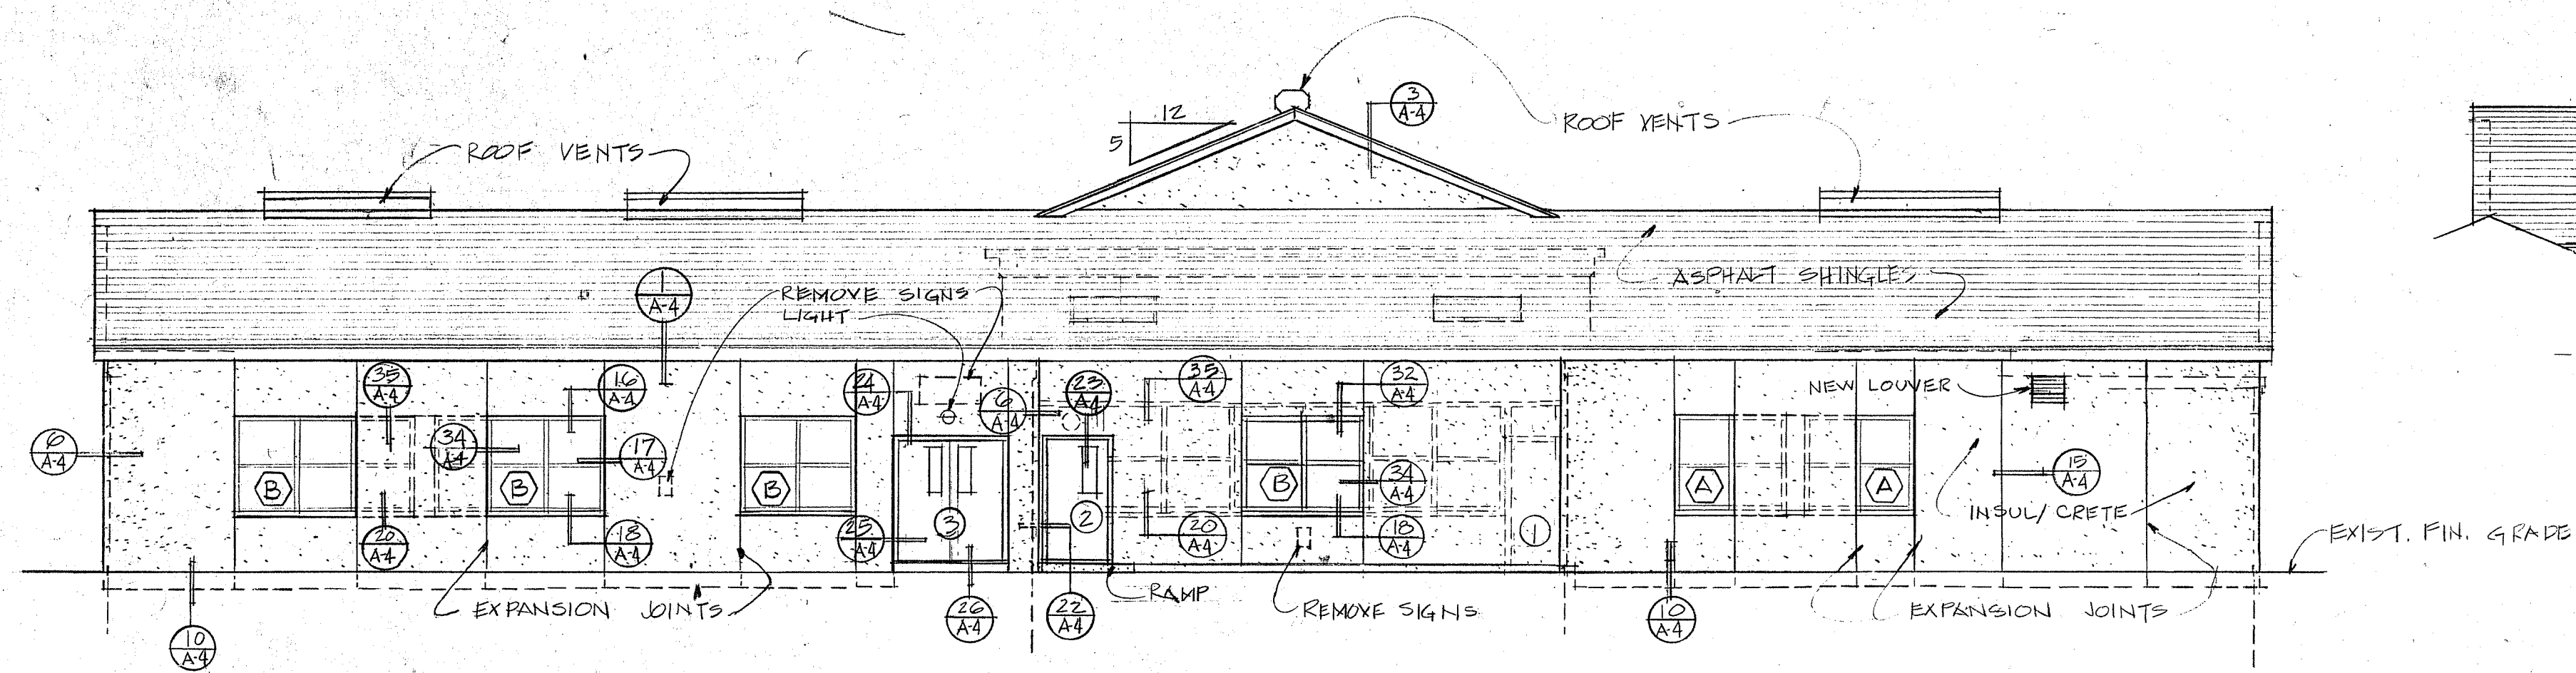 3
A-4
12
5
ROOF VENTS
ROOF VENTS
1
A-4
REMOVE SIGNS
LIGHT
ASPHALT SHINGLES
35
A-4
16
A-4
24
A-4
23
A-4
35
A-4
32
A-4
NEW LOUVER
6
A-4
6
A-4
34
A-4
17
A-4
34
A-4
15
A-4
B
B
B
B
A
A
INSUL/CRETE
3
2
1
20
A-4
18
A-4
25
A-4
20
A-4
18
A-4
EXIST. FIN. GRADE
EXPANSION JOINTS
RAMP
REMOVE SIGNS
EXPANSION JOINTS
10
A-4
26
A-4
22
A-4
10
A-4